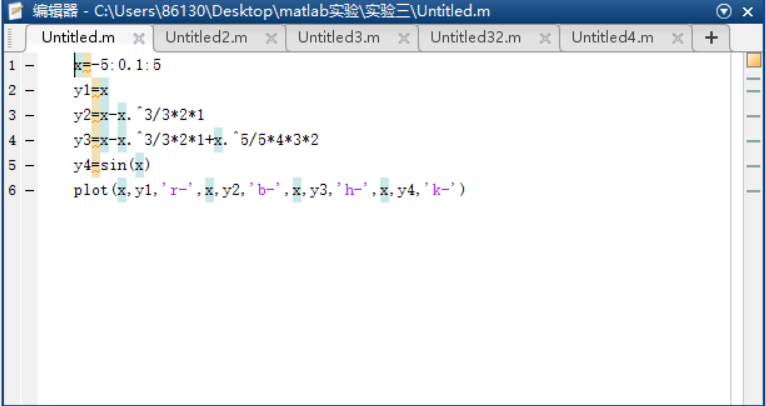 编辑器 - C:\Users\86130\Desktop\matlab实验\实验三\Untitled.m
Untitled.m Untitled2.m Untitled3.m Untitled32.m Untitled4.m +
1 — x=-5:0.1:5
2 — y1=x
3 — y2=x-x.^3/3*2*1
4 — y3=x-x.^3/3*2*1+x.^5/5*4*3*2
5 — y4=sin(x)
6 — plot(x,y1,'r-',x,y2,'b-',x,y3,'h-',x,y4,'k-')